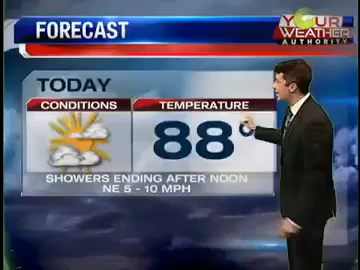 FORECAST
YOUR
WEATHER
AUTHORITY
TODAY
CONDITIONS
TEMPERATURE
88°
SHOWERS ENDING AFTER NOON
NE 5 - 10 MPH